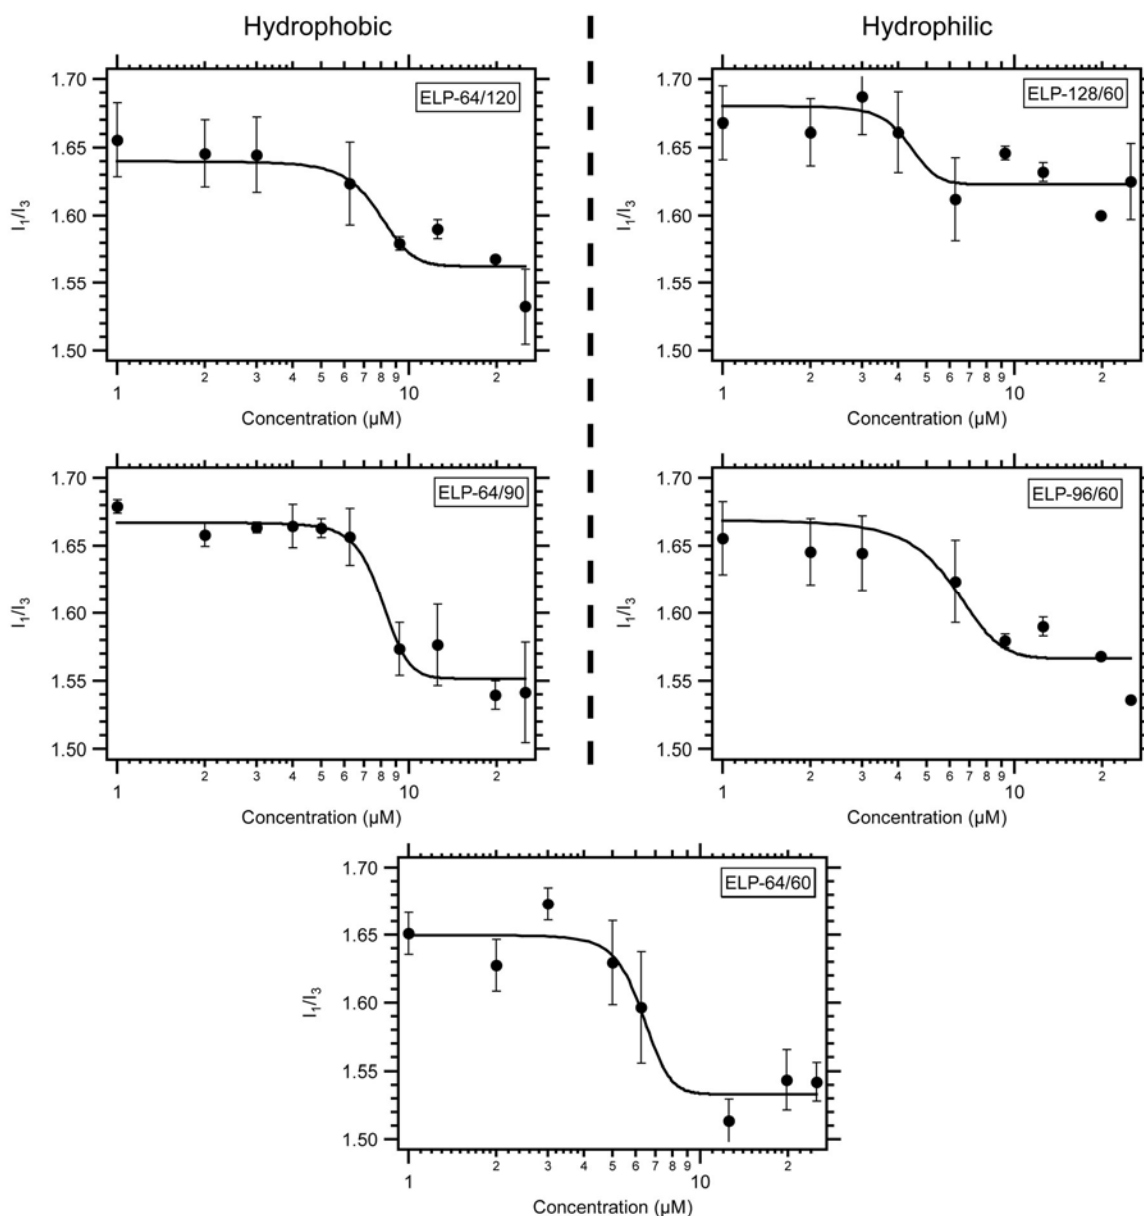 Hydrophobic
Hydrophilic
ELP-64/120
I1/I3
1.70
1.65
1.60
1.55
1.50
1 2 3 4 5 6 7 8 9 10 2
Concentration (µM)
ELP-128/60
I1/I3
1.70
1.65
1.60
1.55
1.50
1 2 3 4 5 6 7 8 9 10 2
Concentration (µM)
ELP-64/90
I1/I3
1.70
1.65
1.60
1.55
1.50
1 2 3 4 5 6 7 8 9 10 2
Concentration (µM)
ELP-96/60
I1/I3
1.70
1.65
1.60
1.55
1.50
1 2 3 4 5 6 7 8 9 10 2
Concentration (µM)
ELP-64/60
I1/I3
1.70
1.65
1.60
1.55
1.50
1 2 3 4 5 6 7 8 9 10 2
Concentration (µM)